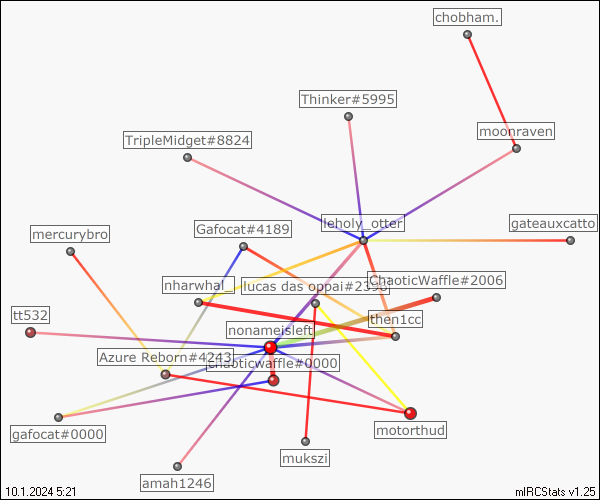 chobham.
Thinker#5995
moonraven
TripleMidget#8824
leholy_otter
gateauxcatto
Gafocat#4189
mercurybro
nharwhal_
lucas das oppai#2398
ChaoticWaffle#2006
tt532
nonameisleft
then1cc
Azure Reborn#4243
chaoticwaffle#0000
gafocat#0000
motorthud
mukszi
amah1246
10.1.2024 5:21
mIRCStats v1.25